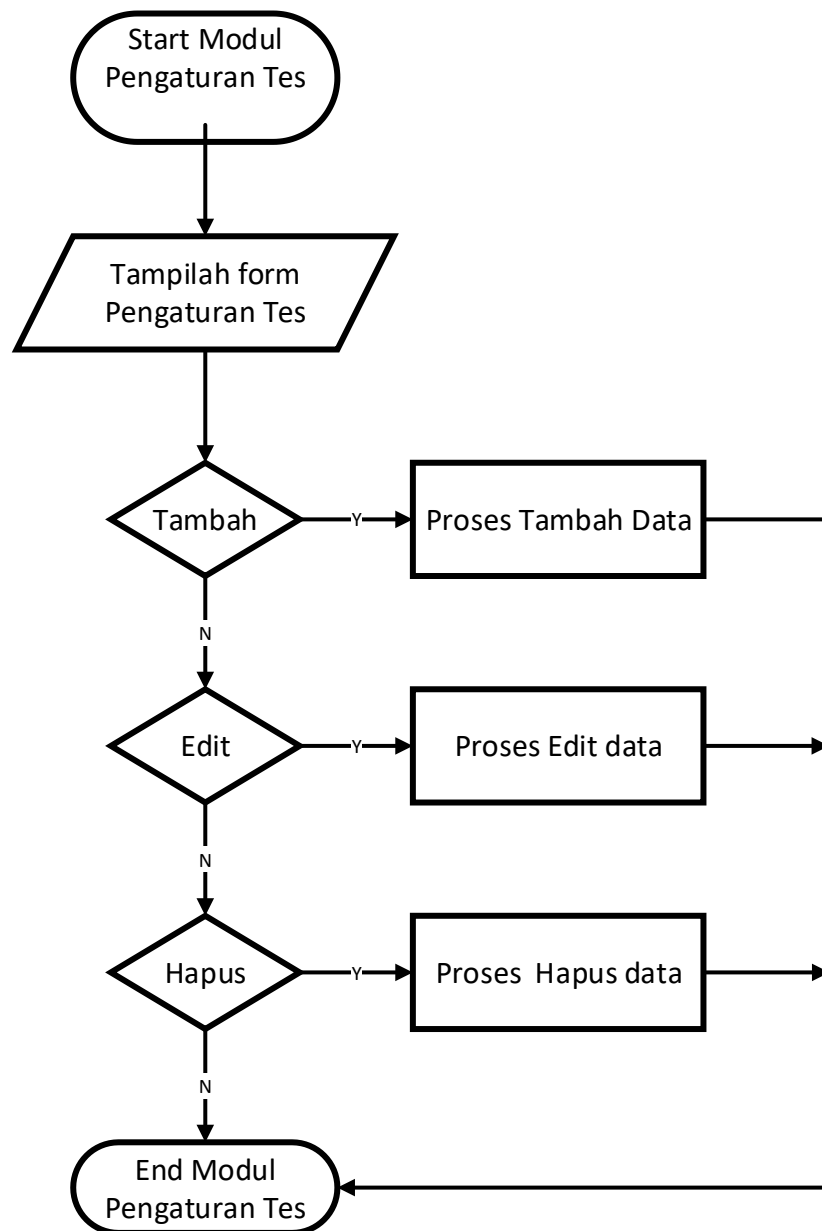 Start Modul
Pengaturan Tes
Tampilah form
Pengaturan Tes
Tambah
Y
Proses Tambah Data
N
Edit
Y
Proses Edit data
N
Hapus
Y
Proses  Hapus data
N
End Modul
Pengaturan Tes